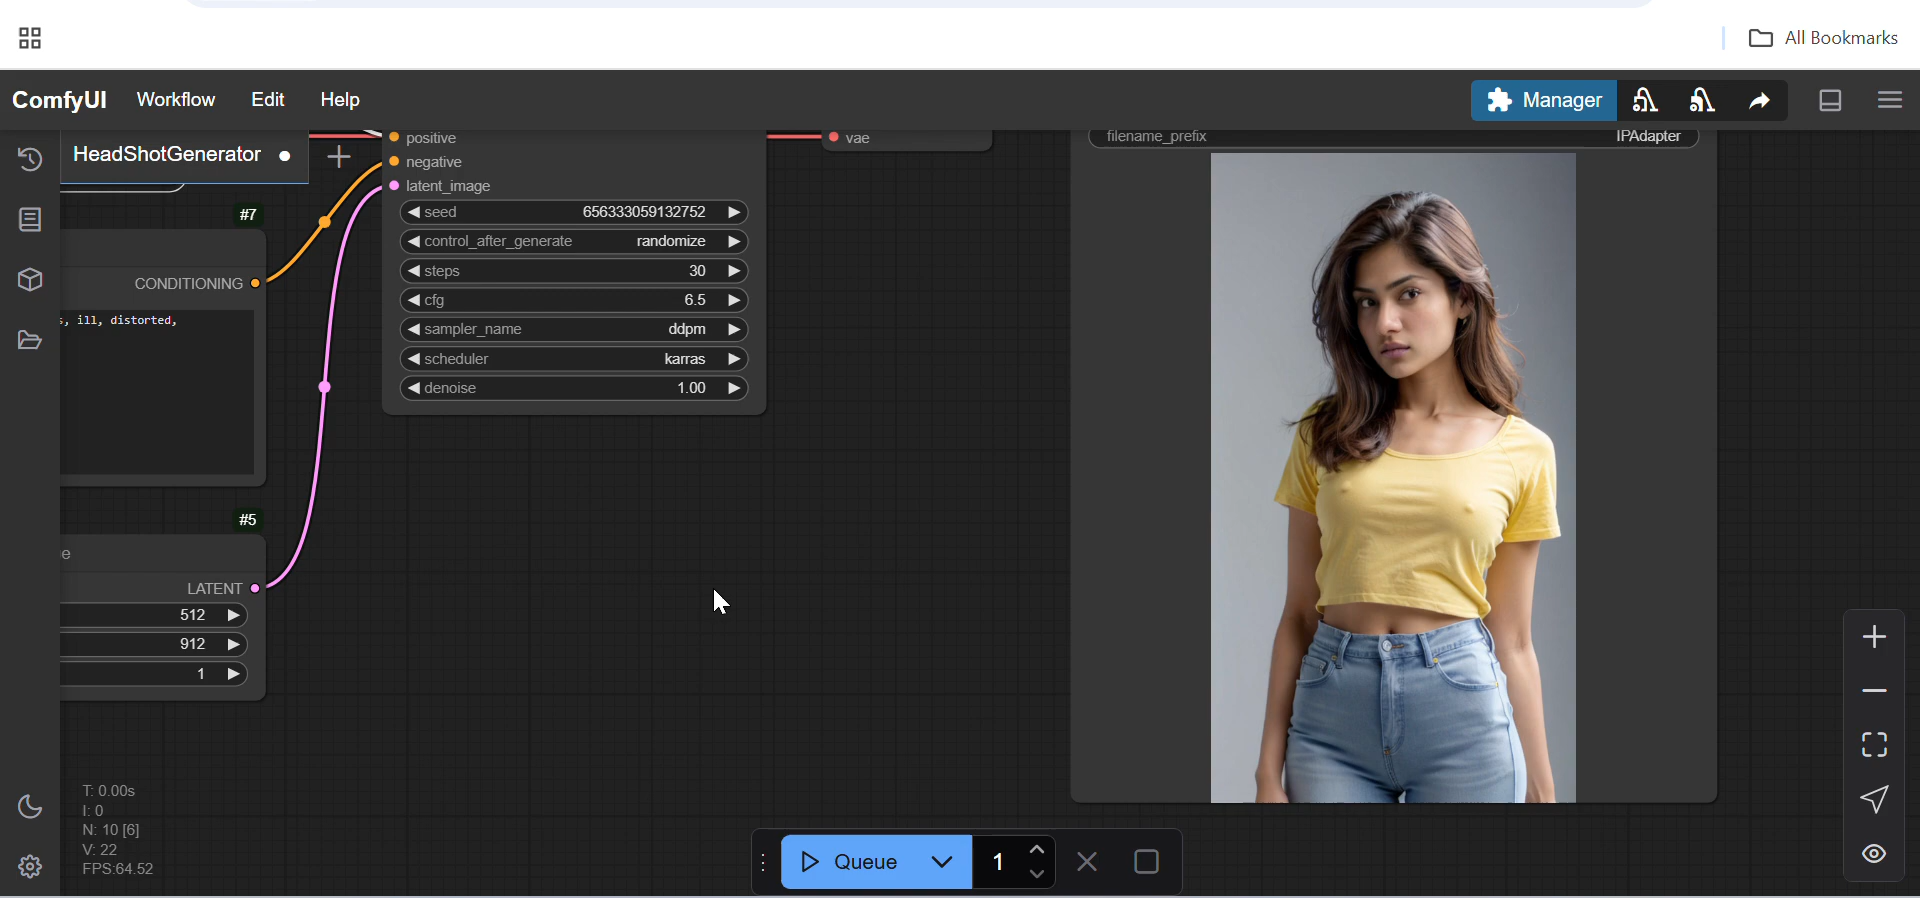 All Bookmarks
ComfyUI Workflow Edit Help Manager
HeadShotGenerator
positive
negative
latent_image
vae
filename_prefix IPAdapter
#7
CONDITIONING
s, ill, distorted,
seed 656333059132752
control_after_generate randomize
steps 30
cfg 6.5
sampler_name ddpm
scheduler karras
denoise 1.00
#5
e
LATENT
512
912
1
T: 0.00s
I: 0
N: 10 [6]
V: 22
FPS:64.52
Queue 1